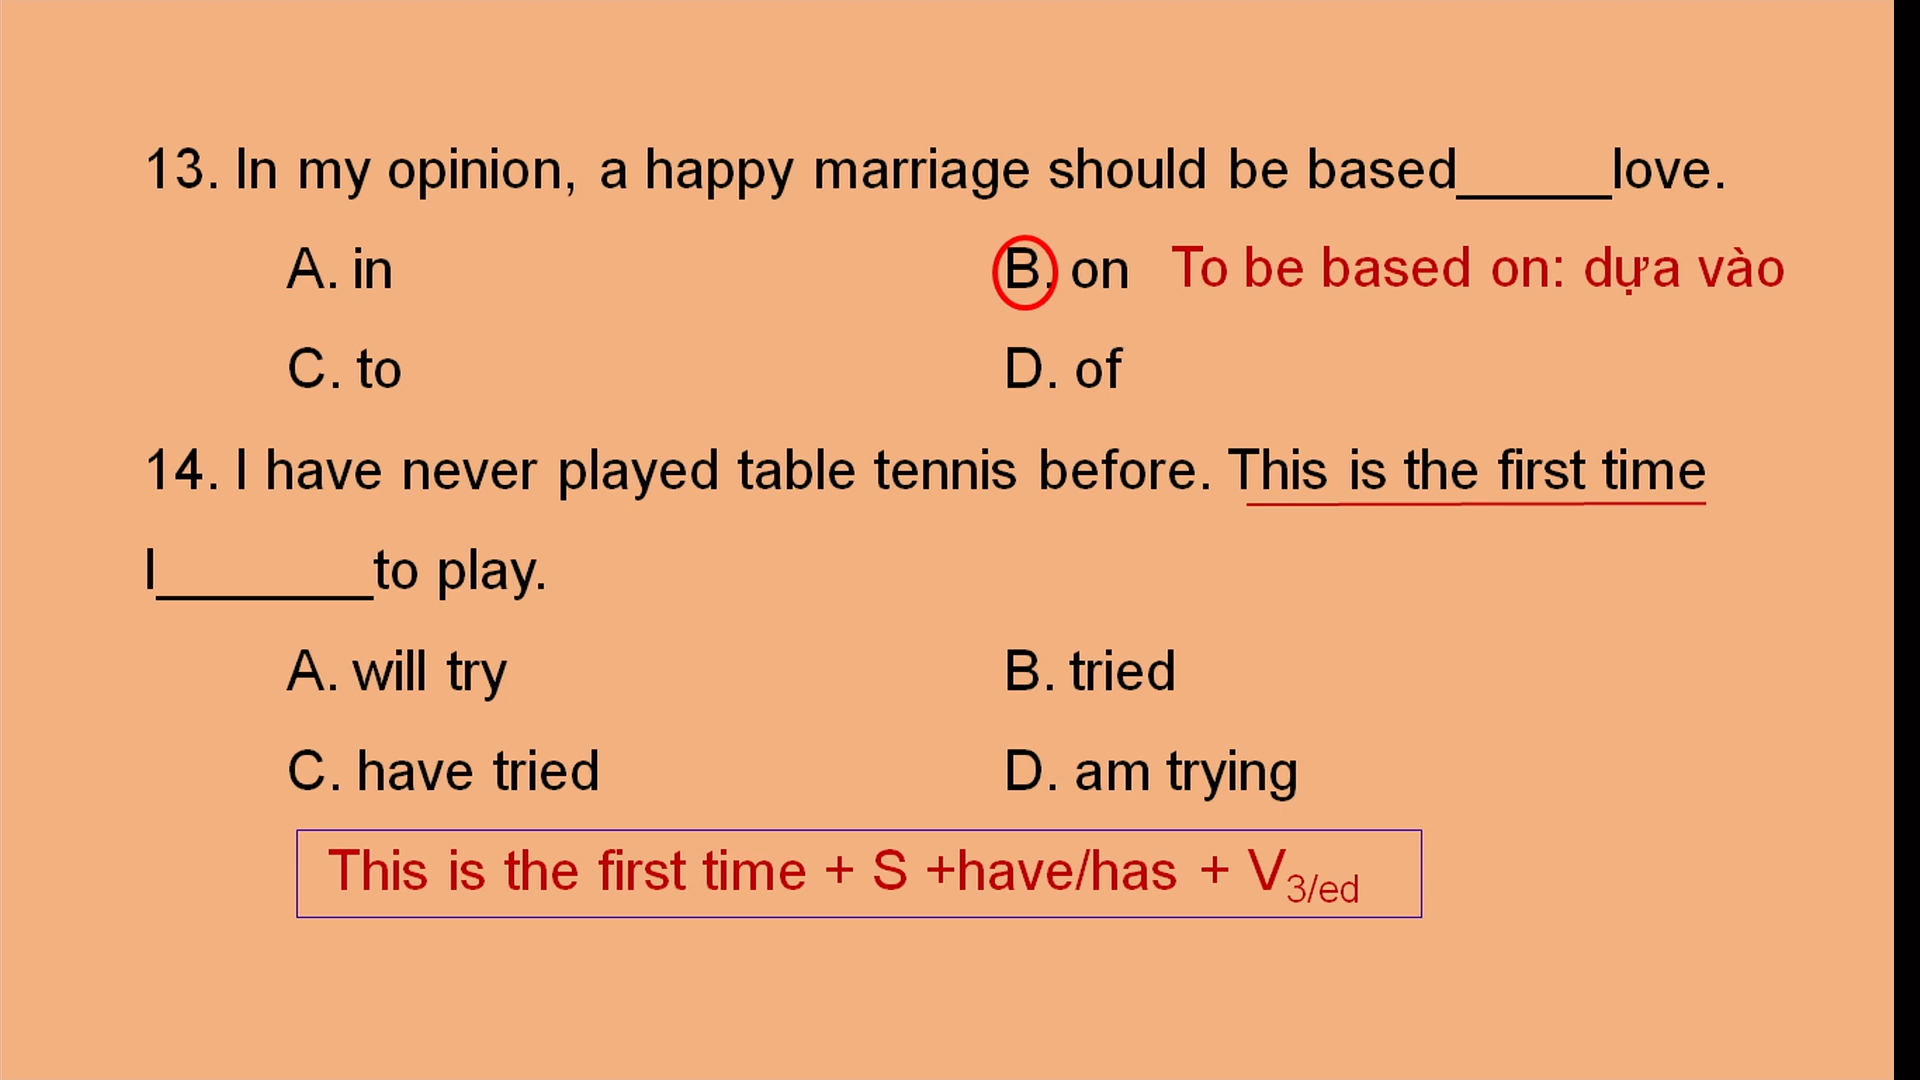 13. In my opinion, a happy marriage should be based_____love.
A. in
B. on To be based on: dựa vào
C. to
D. of
14. I have never played table tennis before. This is the first time
I_______to play.
A. will try
B. tried
C. have tried
D. am trying
This is the first time + S +have/has + V3/ed